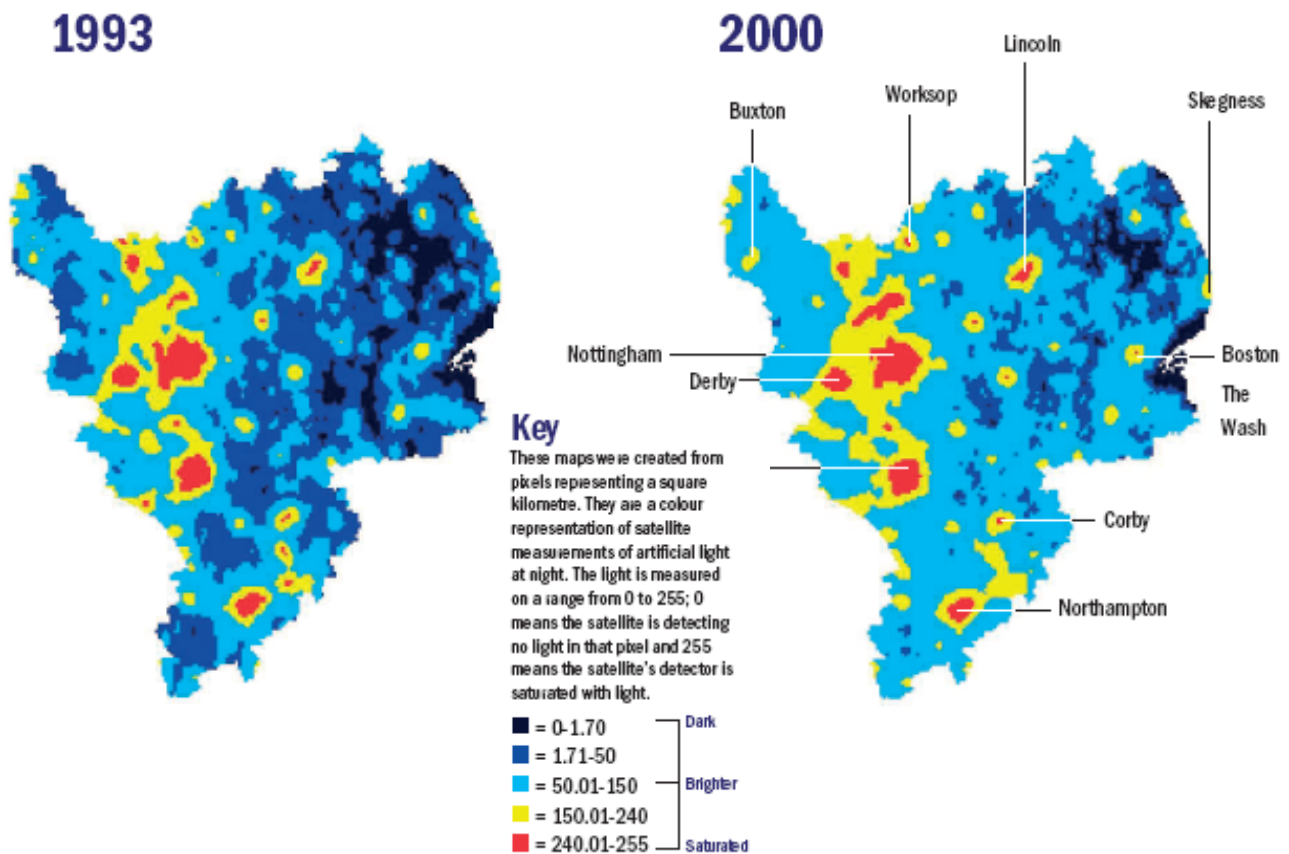 1993
2000
Lincoln
Worksop
Skegness
Buxton
Nottingham
Derby
Boston
The
Wash
Corby
Northampton
Key
These maps were created from
pixels representing a square
kilometre. They are a colour
representation of satellite
measurements of artificial light
at night. The light is measured
on a range from 0 to 255; 0
means the satellite is detecting
no light in that pixel and 255
means the satellite's detector is
saturated with light.
= 0-1.70 Dark
= 1.71-50
= 50.01-150 Brighter
= 150.01-240
= 240.01-255 Saturated